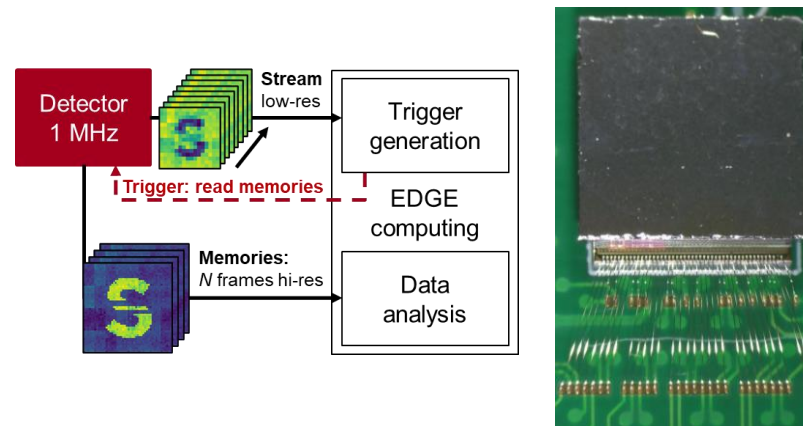 Detector
1 MHz
Stream
low-res
Trigger
generation
Trigger: read memories
EDGE
computing
Memories:
N frames hi-res
Data
analysis